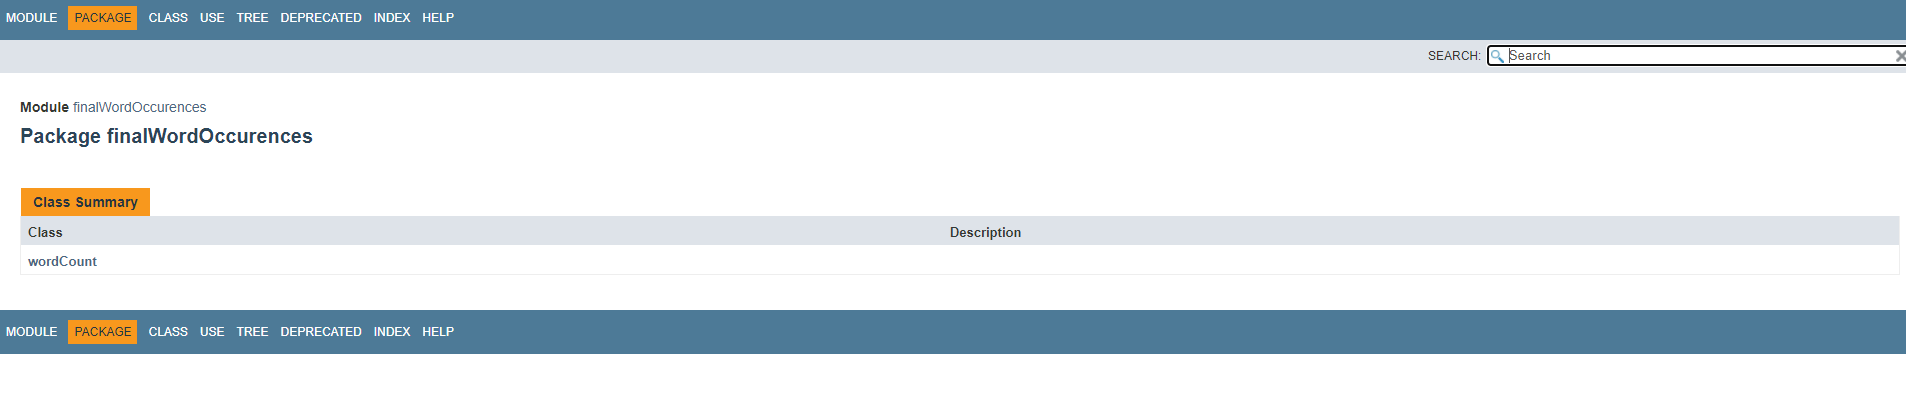 MODULE PACKAGE CLASS USE TREE DEPRECATED INDEX HELP
SEARCH: Search
Module finalWordOccurences
Package finalWordOccurences
Class Summary
Class Description
wordCount
MODULE PACKAGE CLASS USE TREE DEPRECATED INDEX HELP